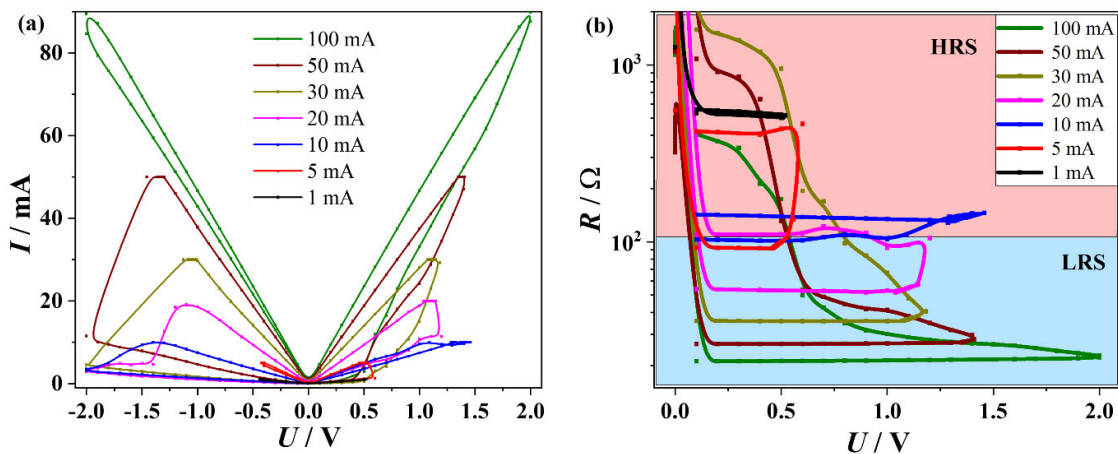 (a)
100 mA
50 mA
30 mA
20 mA
10 mA
5 mA
1 mA
I / mA
80
60
40
20
0
-2.0 -1.5 -1.0 -0.5 0.0 0.5 1.0 1.5 2.0
U / V
(b)
HRS
LRS
100 mA
50 mA
30 mA
20 mA
10 mA
5 mA
1 mA
R / Ω
10³
10²
0.0 0.5 1.0 1.5 2.0
U / V